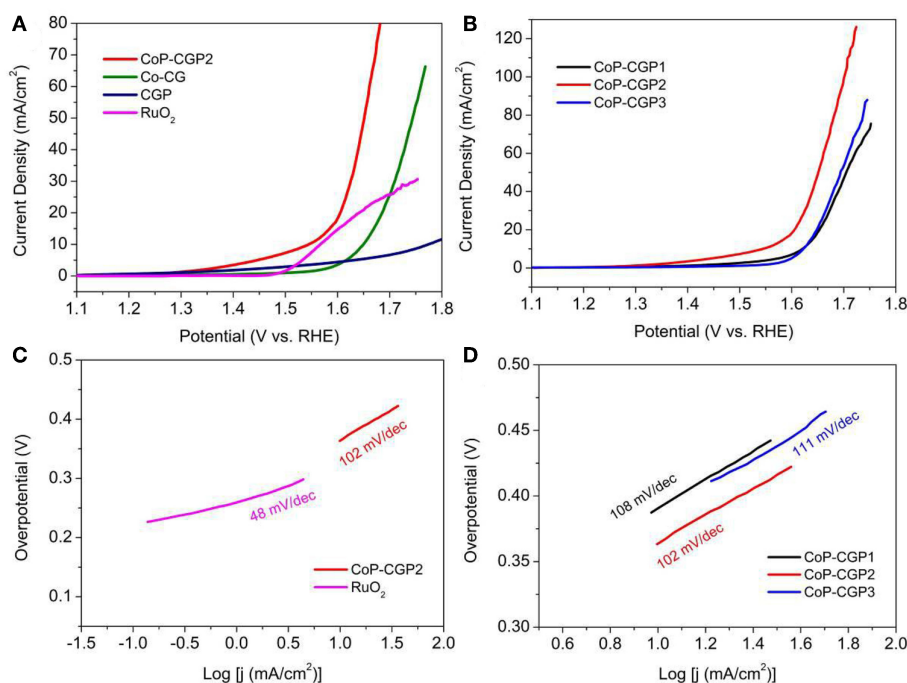 A
80
70
60
50
40
30
20
10
0
Current Density (mA/cm²)
CoP-CGP2
Co-CG
CGP
RuO₂
1.1
1.2
1.3
1.4
1.5
1.6
1.7
1.8
Potential (V vs. RHE)
B
120
100
80
60
40
20
0
Current Density (mA/cm²)
CoP-CGP1
CoP-CGP2
CoP-CGP3
1.1
1.2
1.3
1.4
1.5
1.6
1.7
1.8
Potential (V vs. RHE)
C
0.5
0.4
0.3
0.2
0.1
Overpotential (V)
102 mV/dec
48 mV/dec
CoP-CGP2
RuO₂
-1.5
-1.0
-0.5
0.0
0.5
1.0
1.5
2.0
Log [j (mA/cm²)]
D
0.50
0.45
0.40
0.35
0.30
Overpotential (V)
108 mV/dec
111 mV/dec
102 mV/dec
CoP-CGP1
CoP-CGP2
CoP-CGP3
0.6
0.8
1.0
1.2
1.4
1.6
1.8
2.0
Log [j (mA/cm²)]